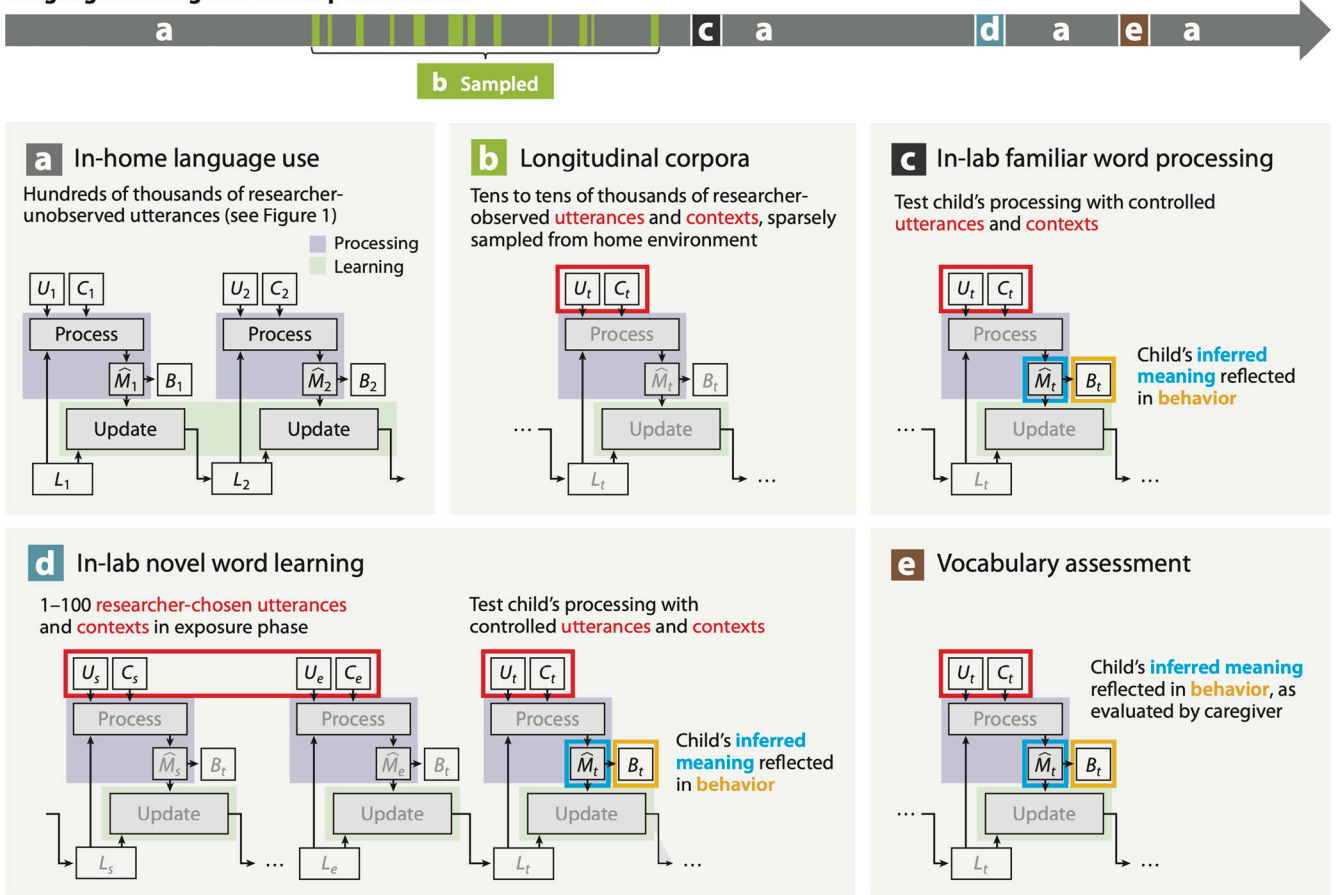 a
c
a
d
a
e
a
b Sampled
a In-home language use
Hundreds of thousands of researcher-
unobserved utterances (see Figure 1)
Processing
Learning
U1 C1 U2 C2
Process Process
M̂1 B1 M̂2 B2
Update Update
L1 L2
b Longitudinal corpora
Tens to tens of thousands of researcher-
observed utterances and contexts, sparsely
sampled from home environment
Ut Ct
Process
M̂t Bt
... Update
Lt ...
c In-lab familiar word processing
Test child's processing with controlled
utterances and contexts
Ut Ct
Process
M̂t Bt
Child's inferred
meaning reflected
in behavior
... Update
Lt ...
d In-lab novel word learning
1–100 researcher-chosen utterances
and contexts in exposure phase
Us Cs Ue Ce
Process Process
M̂s Bt M̂e Bt
Update Update
Ls ... Le
Test child's processing with
controlled utterances and contexts
Ut Ct
Process
M̂t Bt
Child's inferred
meaning reflected
in behavior
Update
Lt ...
e Vocabulary assessment
Ut Ct
Process
M̂t Bt
Child's inferred meaning
reflected in behavior, as
evaluated by caregiver
... Update
Lt ...